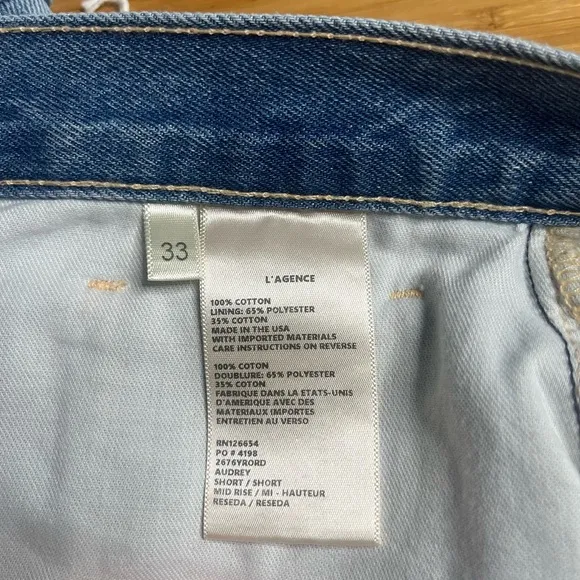 33
L'AGENCE
100% COTTON
LINING: 65% POLYESTER
35% COTTON
MADE IN THE USA
WITH IMPORTED MATERIALS
CARE INSTRUCTIONS ON REVERSE
100% COTON
DOUBLURE: 65% POLYESTER
35% COTON
FABRIQUE DANS LA ETATS-UNIS
D'AMERIQUE AVEC DES
MATERIAUX IMPORTES
ENTRETIEN AU VERSO
RN126654
PO # 4198
2676YRORD
AUDREY
SHORT / SHORT
MID RISE / MI - HAUTEUR
RESEDA / RESEDA